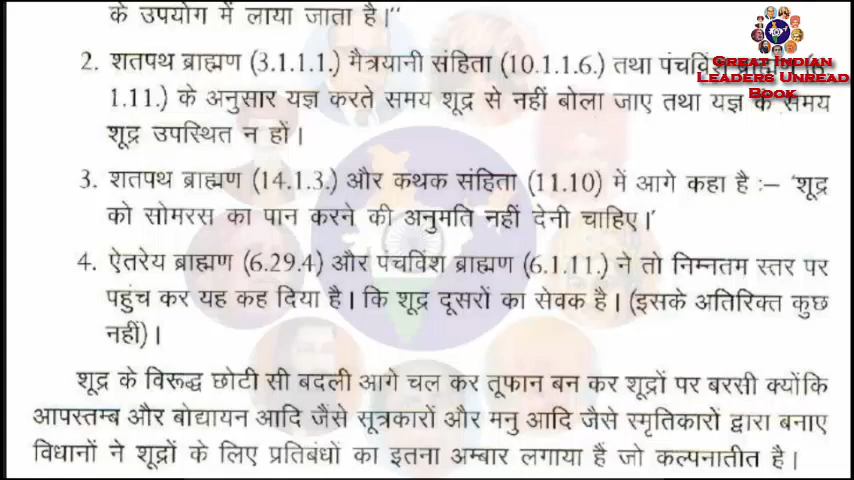 के उपयोग में लाया जाता है।''
2. शतपथ ब्राह्मण (3.1.1.1.) मैत्रयानी संहिता (10.1.1.6.) तथा पंचविंश
1.11.) के अनुसार यज्ञ करते समय शूद्र से नहीं बोला जाए तथा यज्ञ के समय
शूद्र उपस्थित न हों।
3. शतपथ ब्राह्मण (14.1.3.) और कथक संहिता (11.10) में आगे कहा है :– 'शूद्र
को सोमरस का पान करने की अनुमति नहीं देनी चाहिए।'
4. ऐतरेय ब्राह्मण (6.29.4) और पंचविंश ब्राह्मण (6.1.11.) ने तो निम्नतम स्तर पर
पहुंच कर यह कह दिया है। कि शूद्र दूसरों का सेवक है। (इसके अतिरिक्त कुछ
नहीं)।
शूद्र के विरूद्ध छोटी सी बदली आगे चल कर तूफान बन कर शूद्रों पर बरसी क्योंकि
आपस्तम्ब और बोद्यायन आदि जैंसे सूत्रकारों और मनु आदि जैसे स्मृतिकारों द्वारा बनाए
विधानों ने शूद्रों के लिए प्रतिबंधों का इतना अम्बार लगाया हैं जो कल्पनातीत है।
Great Indian
Leaders Unread
Book